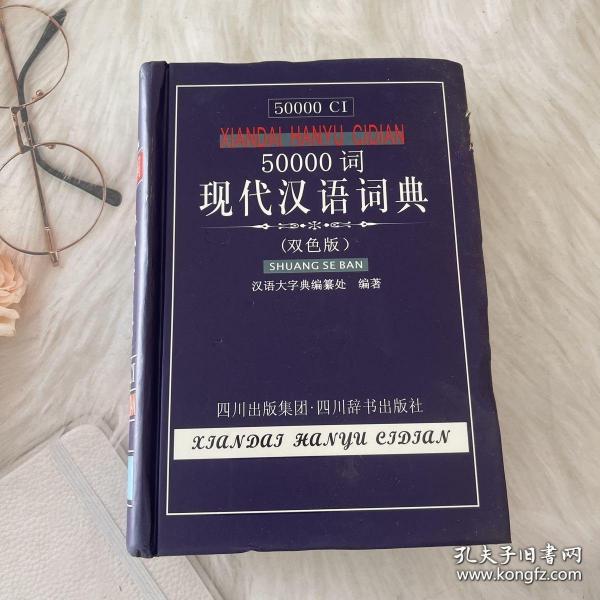 50000 CI
XIANDAI HANYU CIDIAN
50000 词
现代汉语词典
(双色版)
SHUANG SE BAN
汉语大字典编纂处 编著
四川出版集团·四川辞书出版社
XIANDAI HANYU CIDIAN
孔夫子旧书网
www.kongfz.com